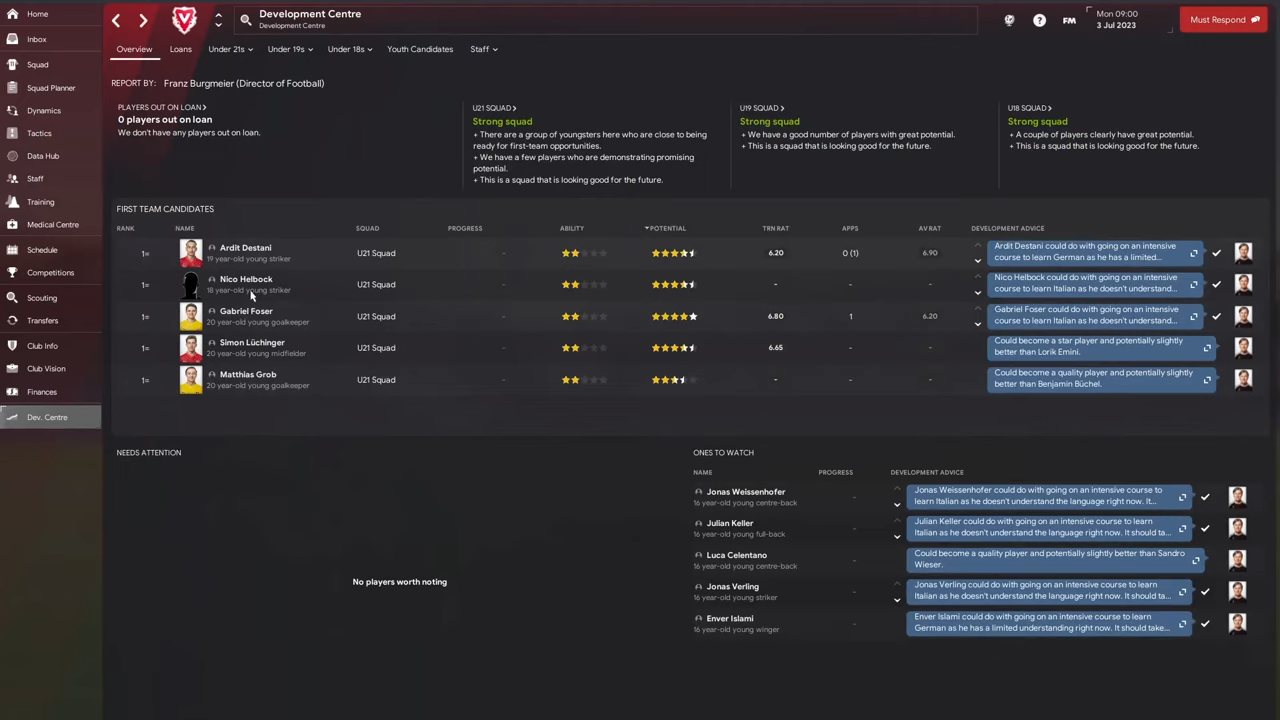 Home
Inbox
Squad
Squad Planner
Dynamics
Tactics
Data Hub
Staff
Training
Medical Centre
Schedule
Competitions
Scouting
Transfers
Club Info
Club Vision
Finances
Dev. Centre
V
Development Centre
Development Centre
? FM
Mon 09:00
3 Jul 2023
Must Respond
Overview Loans Under 21s Under 19s Under 18s Youth Candidates Staff
REPORT BY: Franz Burgmeier (Director of Football)
PLAYERS OUT ON LOAN
0 players out on loan
We don't have any players out on loan.
U21 SQUAD
Strong squad
+ There are a group of youngsters here who are close to being
ready for first-team opportunities.
+ We have a few players who are demonstrating promising
potential.
+ This is a squad that is looking good for the future.
U19 SQUAD
Strong squad
+ We have a good number of players with great potential.
+ This is a squad that is looking good for the future.
U18 SQUAD
Strong squad
+ A couple of players clearly have great potential.
+ This is a squad that is looking good for the future.
FIRST TEAM CANDIDATES
RANK NAME SQUAD PROGRESS ABILITY POTENTIAL TRN RAT APPS AV RAT DEVELOPMENT ADVICE
1= Ardit Destani U21 Squad - 6.20 0 (1) 6.90
19 year-old young striker
Ardit Destani could do with going on an intensive
course to learn German as he has a limited...
1= Nico Helbock U21 Squad - - - -
18 year-old young striker
Nico Helbock could do with going on an intensive
course to learn Italian as he doesn't understand...
1= Gabriel Foser U21 Squad - 6.80 1 6.20
20 year-old young goalkeeper
Gabriel Foser could do with going on an intensive
course to learn Italian as he doesn't understand...
1= Simon Lüchinger U21 Squad - 6.65 - -
20 year-old young midfielder
Could become a star player and potentially slightly
better than Lorik Emini.
1= Matthias Grob U21 Squad - - - -
20 year-old young goalkeeper
Could become a quality player and potentially slightly
better than Benjamin Büchel.
NEEDS ATTENTION
No players worth noting
ONES TO WATCH
NAME PROGRESS DEVELOPMENT ADVICE
Jonas Weissenhofer -
16 year-old young centre-back
Jonas Weissenhofer could do with going on an intensive course to
learn Italian as he doesn't understand the language right now. It...
Julian Keller -
16 year-old young full-back
Julian Keller could do with going on an intensive course to learn
Italian as he doesn't understand the language right now. It should ta...
Luca Celentano -
16 year-old young centre-back
Could become a quality player and potentially slightly better than Sandro
Wieser.
Jonas Verling -
16 year-old young striker
Jonas Verling could do with going on an intensive course to learn
Italian as he doesn't understand the language right now. It should ta...
Enver Islami -
16 year-old young winger
Enver Islami could do with going on an intensive course to learn
German as he has a limited understanding right now. It should take...